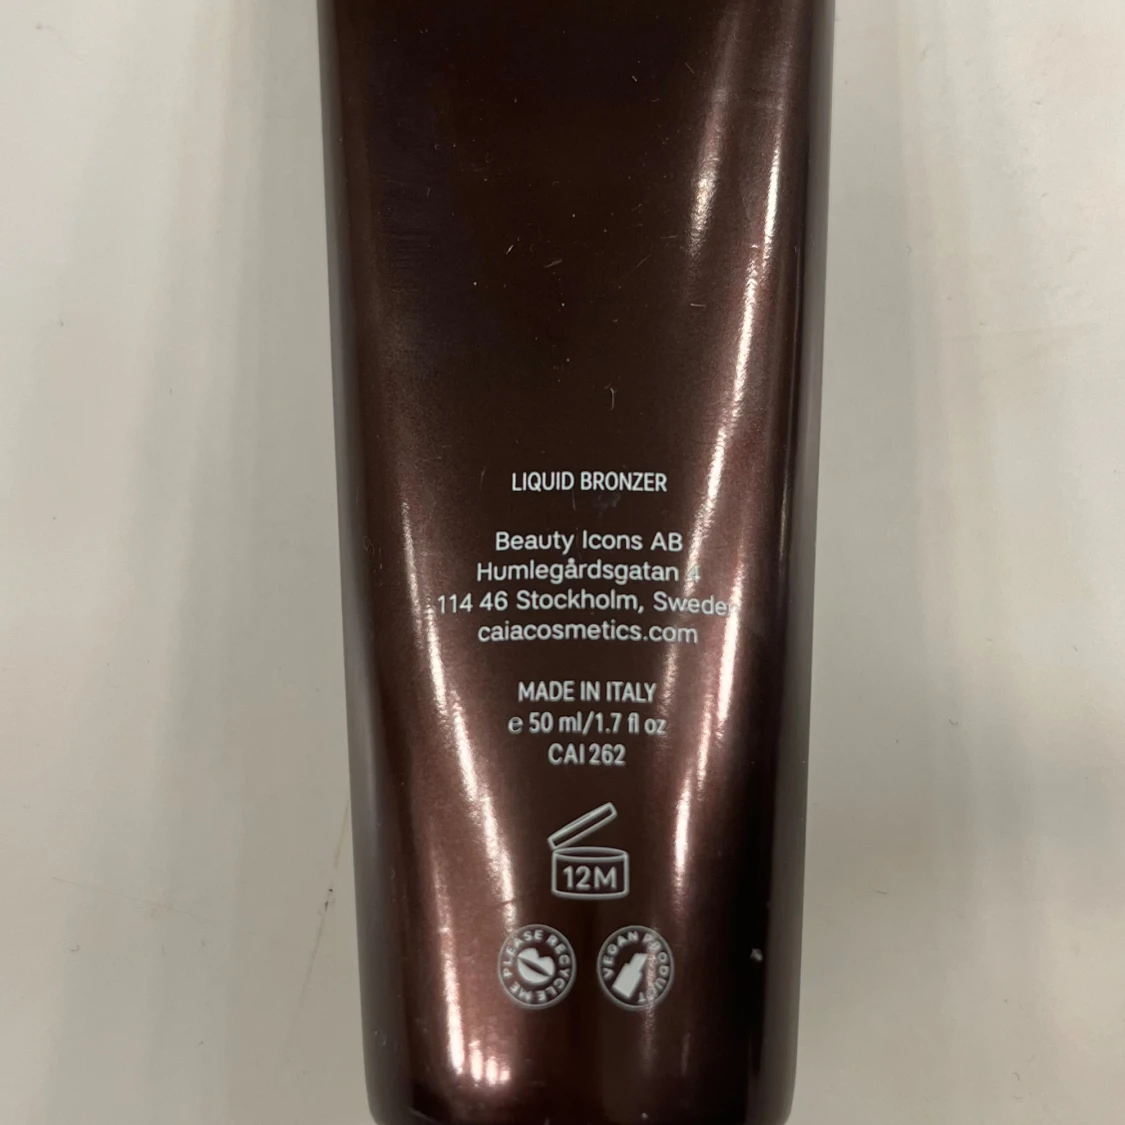 LIQUID BRONZER
Beauty Icons AB
Humlegårdsgatan 4
114 46 Stockholm, Sweden
caiacosmetics.com
MADE IN ITALY
℮ 50 ml/1.7 fl oz
CAI 262
12M
PLEASE RECYCLE ME
VEGAN PRODUCT